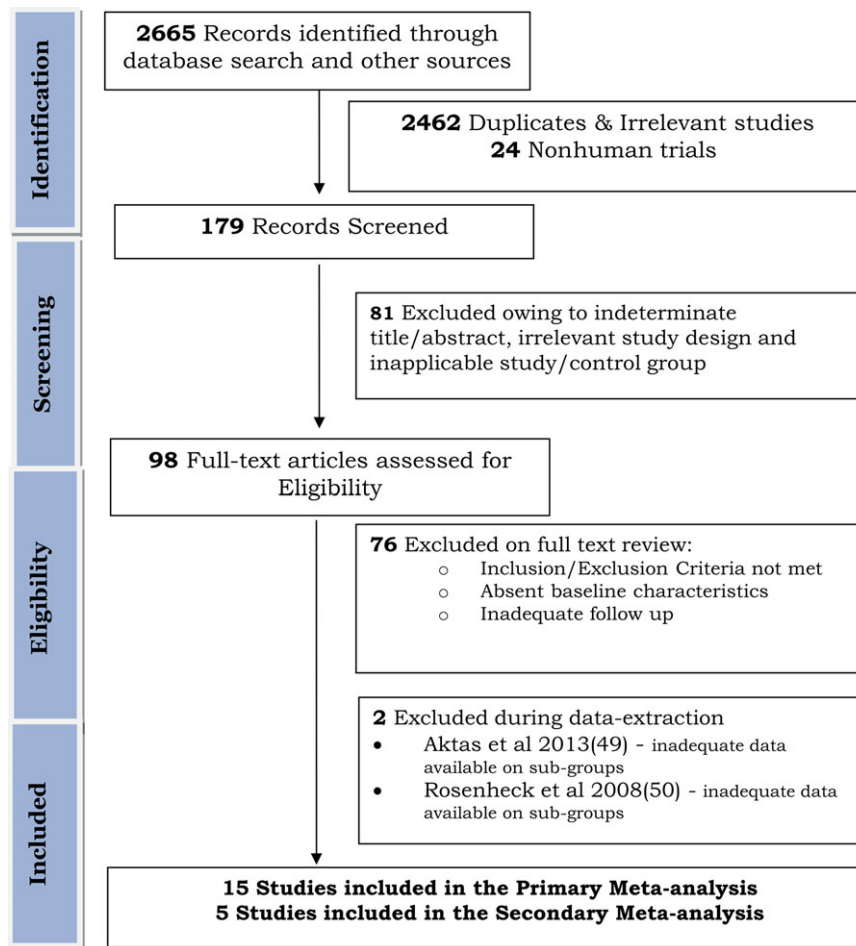 Identification
2665 Records identified through
database search and other sources
2462 Duplicates & Irrelevant studies
24 Nonhuman trials
179 Records Screened
Screening
81 Excluded owing to indeterminate
title/abstract, irrelevant study design and
inapplicable study/control group
98 Full-text articles assessed for
Eligibility
Eligibility
76 Excluded on full text review:
o Inclusion/Exclusion Criteria not met
o Absent baseline characteristics
o Inadequate follow up
Included
2 Excluded during data-extraction
• Aktas et al 2013(49) - inadequate data
available on sub-groups
• Rosenheck et al 2008(50) - inadequate data
available on sub-groups
15 Studies included in the Primary Meta-analysis
5 Studies included in the Secondary Meta-analysis